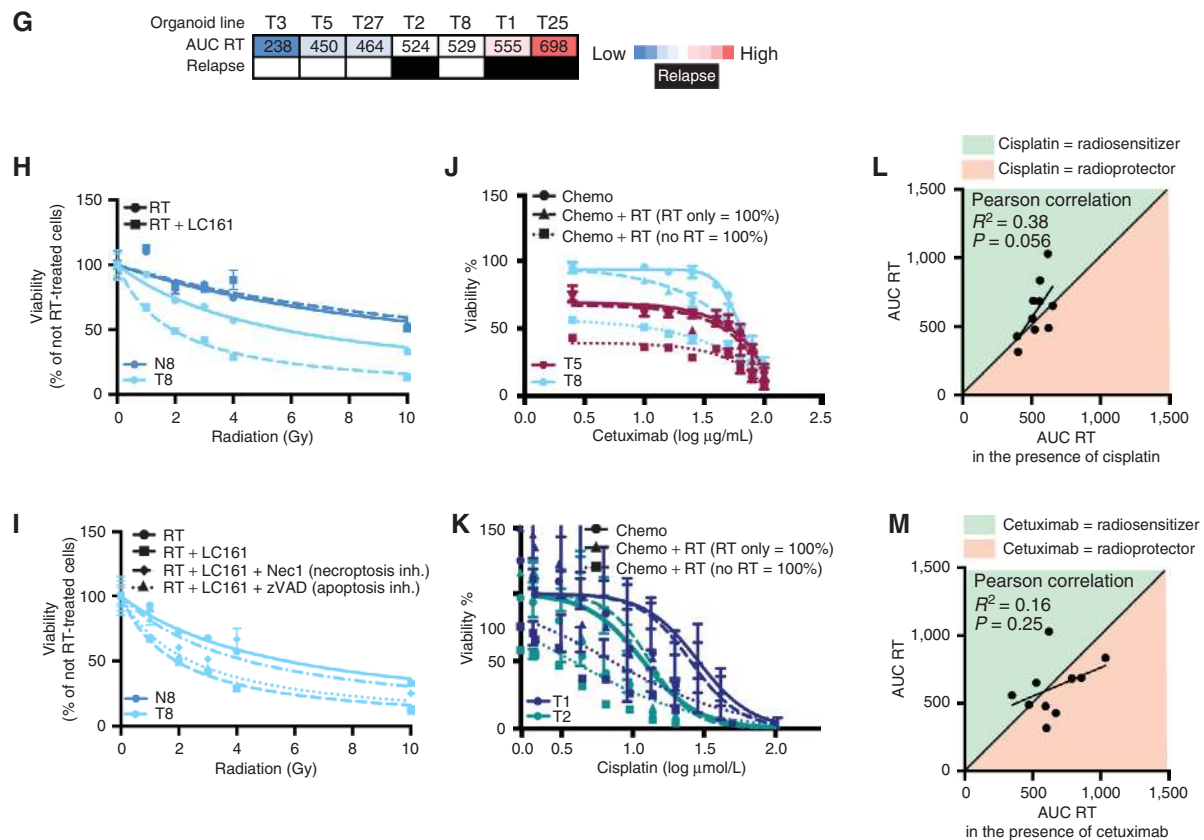 G
Organoid line T3 T5 T27 T2 T8 T1 T25
AUC RT 238 450 464 524 529 555 698
Relapse
Low High
Relapse
H
150
100
50
0
Viability
(% of not RT-treated cells)
RT
RT + LC161
N8
T8
0 2 4 6 8 10
Radiation (Gy)
J
150
100
50
0
Viability %
Chemo
Chemo + RT (RT only = 100%)
Chemo + RT (no RT = 100%)
T5
T8
0.0 0.5 1.0 1.5 2.0 2.5
Cetuximab (log μg/mL)
L
Cisplatin = radiosensitizer
Cisplatin = radioprotector
1,500
1,000
500
0
AUC RT
Pearson correlation
R² = 0.38
P = 0.056
0 500 1,000 1,500
AUC RT
in the presence of cisplatin
I
150
100
50
0
Viability
(% of not RT-treated cells)
RT
RT + LC161
RT + LC161 + Nec1 (necroptosis inh.)
RT + LC161 + zVAD (apoptosis inh.)
N8
T8
0 2 4 6 8 10
Radiation (Gy)
K
150
100
50
0
Viability %
Chemo
Chemo + RT (RT only = 100%)
Chemo + RT (no RT = 100%)
T1
T2
0.0 0.5 1.0 1.5 2.0
Cisplatin (log μmol/L)
M
Cetuximab = radiosensitizer
Cetuximab = radioprotector
1,500
1,000
500
0
AUC RT
Pearson correlation
R² = 0.16
P = 0.25
0 500 1,000 1,500
AUC RT
in the presence of cetuximab